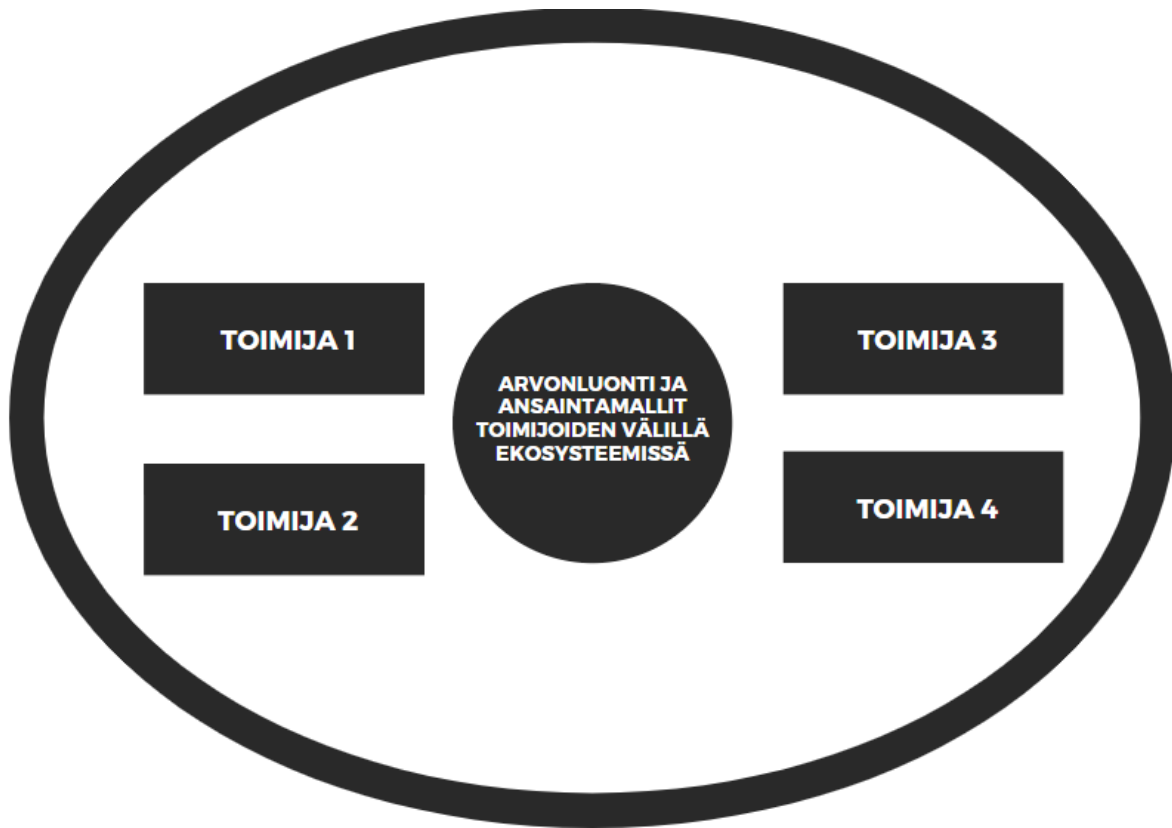 TOIMIJA 1
TOIMIJA 2
ARVONLUONTI JA
ANSAINTAMALLIT
TOIMIJOIDEN VÄLILLÄ
EKOSYSTEEMISSÄ
TOIMIJA 3
TOIMIJA 4